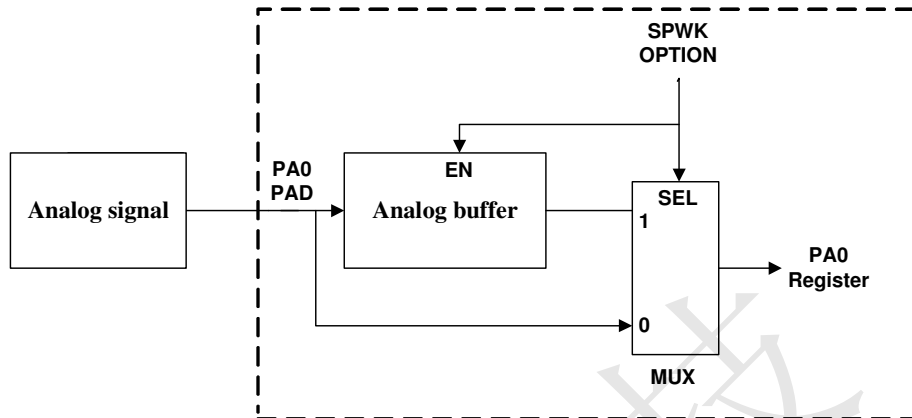 SPWK
OPTION
Analog signal
PA0
PAD
EN
Analog buffer
SEL
1
0
MUX
PA0
Register